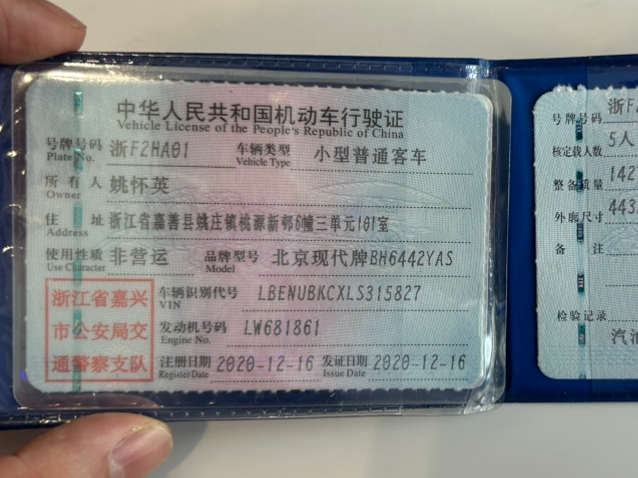 中华人民共和国机动车行驶证
Vehicle License of the People's Republic of China
号牌号码 浙F2HA01 车辆类型 小型普通客车
Plate No. Vehicle Type
所有人 姚怀英
Owner
住址 浙江省嘉善县姚庄镇桃源新邨6幢三单元101室
Address
使用性质 非营运 品牌型号 北京现代牌BH6442YAS
Use Character Model
浙江省嘉兴
市公安局交
通警察支队
车辆识别代号 LBENUBKCXLS315827
VIN
发动机号码 LW681861
Engine No.
注册日期 2020-12-16 发证日期 2020-12-16
Register Date Issue Date
号牌号码 浙F
核定载人数 5人
整备质量 142
外廓尺寸 443
备注
检验记录
汽油